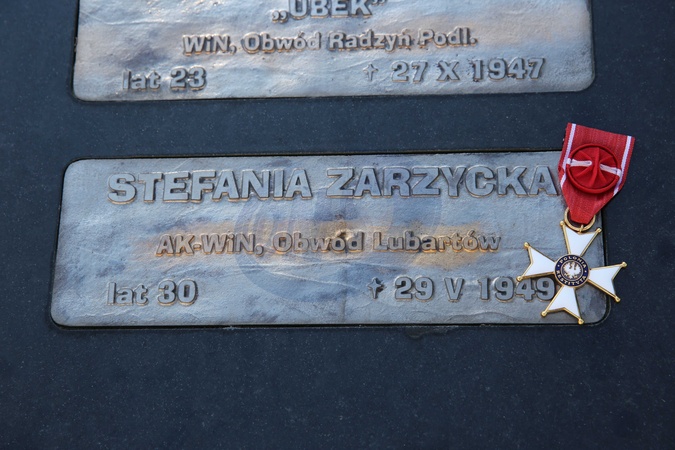 „UBEK”
WiN, Obwód Radzyń Podl.
lat 23 † 27 X 1947
STEFANIA ZARZYCKA
AK-WiN, Obwód Lubartów
lat 30 † 29 V 1949